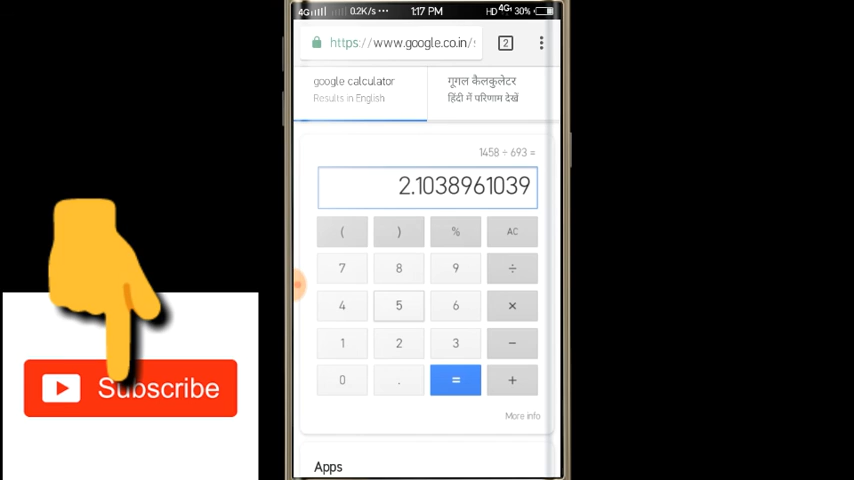 4G 0.2K/s ··· 1:17 PM HD 4G 30%
https://www.google.co.in/s
2
google calculator
Results in English
गूगल कैलकुलेटर
हिंदी में परिणाम देखें
1458 ÷ 693 =
2.1038961039
( ) % AC
7 8 9 ÷
4 5 6 ×
1 2 3 −
0 . = +
More info
Apps
Subscribe